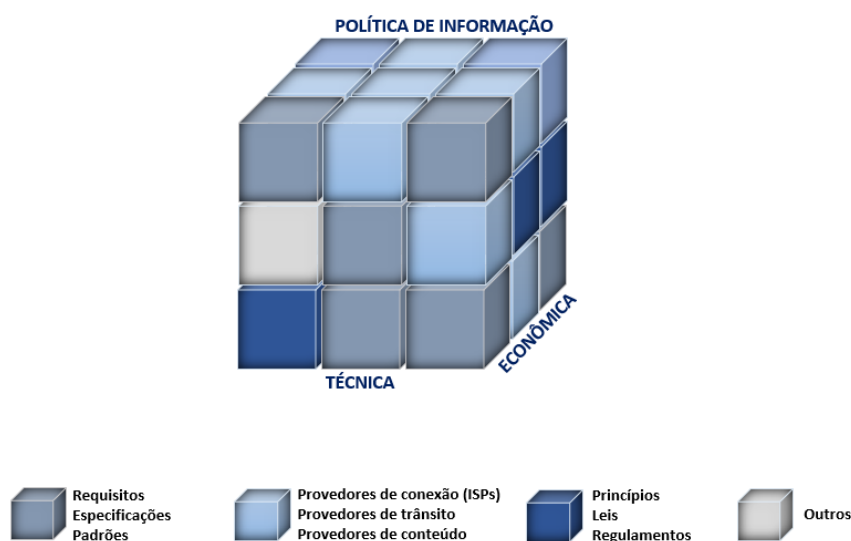 POLÍTICA DE INFORMAÇÃO
ECONÔMICA
TÉCNICA
Requisitos
Especificações
Padrões
Provedores de conexão (ISPs)
Provedores de trânsito
Provedores de conteúdo
Princípios
Leis
Regulamentos
Outros